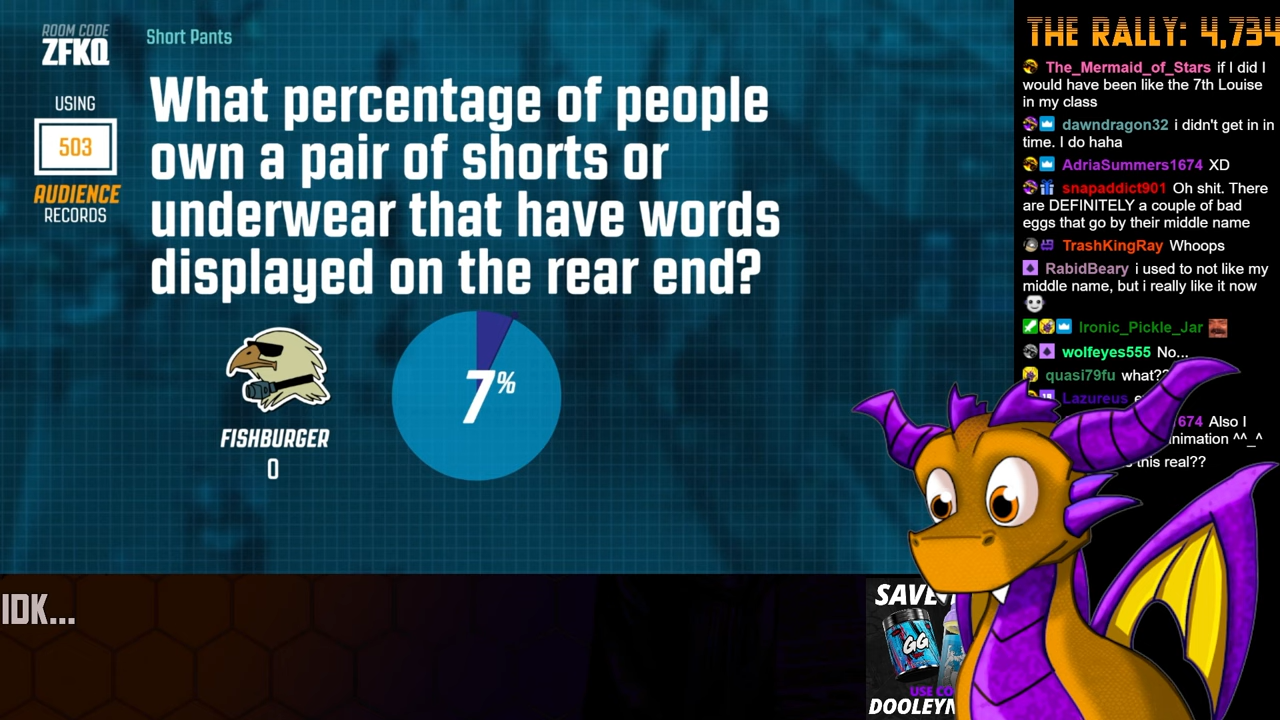 ROOM CODE
ZFKQ
USING
503
AUDIENCE
RECORDS
Short Pants
What percentage of people
own a pair of shorts or
underwear that have words
displayed on the rear end?
FISHBURGER
0
7%
IDK...
THE RALLY: 4,734
The_Mermaid_of_Stars if I did I
would have been like the 7th Louise
in my class
dawndragon32 i didn't get in in
time. I do haha
AdriaSummers1674 XD
snapaddict901 Oh shit. There
are DEFINITELY a couple of bad
eggs that go by their middle name
TrashKingRay Whoops
RabidBeary i used to not like my
middle name, but i really like it now
Ironic_Pickle_Jar
wolfeyes555 No...
quasi79fu what??
Lazureus
674 Also I
animation ^^_^
this real??
SAVE
GG
USE CO
DOOLEYN